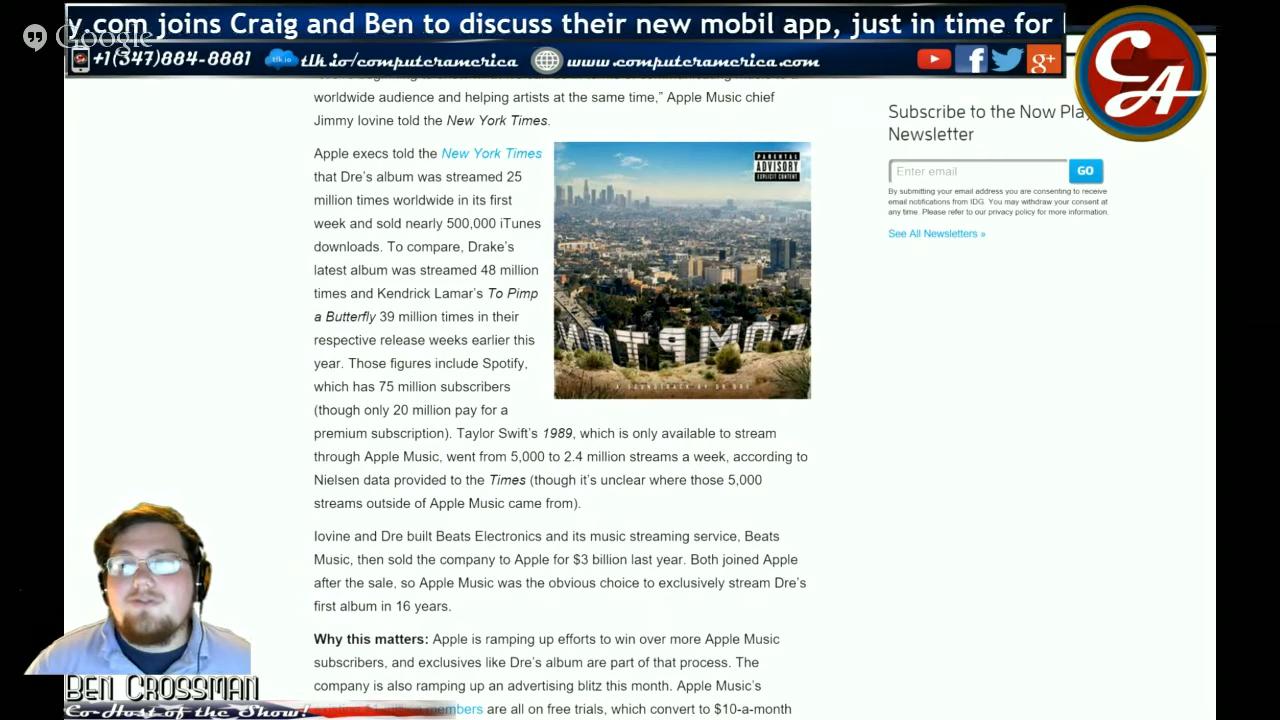 y.com joins Craig and Ben to discuss their new mobil app, just in time for
Google
+1(347)884-8881
tlk.io
tlk.io/computeramerica
www.computeramerica.com
f
g+
CA
worldwide audience and helping artists at the same time,” Apple Music chief
Jimmy Iovine told the New York Times.
Apple execs told the New York Times
that Dre’s album was streamed 25
million times worldwide in its first
week and sold nearly 500,000 iTunes
downloads. To compare, Drake’s
latest album was streamed 48 million
times and Kendrick Lamar’s To Pimp
a Butterfly 39 million times in their
respective release weeks earlier this
year. Those figures include Spotify,
which has 75 million subscribers
(though only 20 million pay for a
premium subscription). Taylor Swift’s 1989, which is only available to stream
through Apple Music, went from 5,000 to 2.4 million streams a week, according to
Nielsen data provided to the Times (though it’s unclear where those 5,000
streams outside of Apple Music came from).
PARENTAL
ADVISORY
EXPLICIT CONTENT
COMPTON
A SOUNDTRACK BY DR. DRE
Iovine and Dre built Beats Electronics and its music streaming service, Beats
Music, then sold the company to Apple for $3 billion last year. Both joined Apple
after the sale, so Apple Music was the obvious choice to exclusively stream Dre’s
first album in 16 years.
Why this matters: Apple is ramping up efforts to win over more Apple Music
subscribers, and exclusives like Dre’s album are part of that process. The
company is also ramping up an advertising blitz this month. Apple Music’s
members are all on free trials, which convert to $10-a-month
Subscribe to the Now Play
Newsletter
Enter email
GO
By submitting your email address you are consenting to receive
email notifications from IDG. You may withdraw your consent at
any time. Please refer to our privacy policy for more information.
See All Newsletters »
BEN CROSSMAN
Co-Host of the Show!